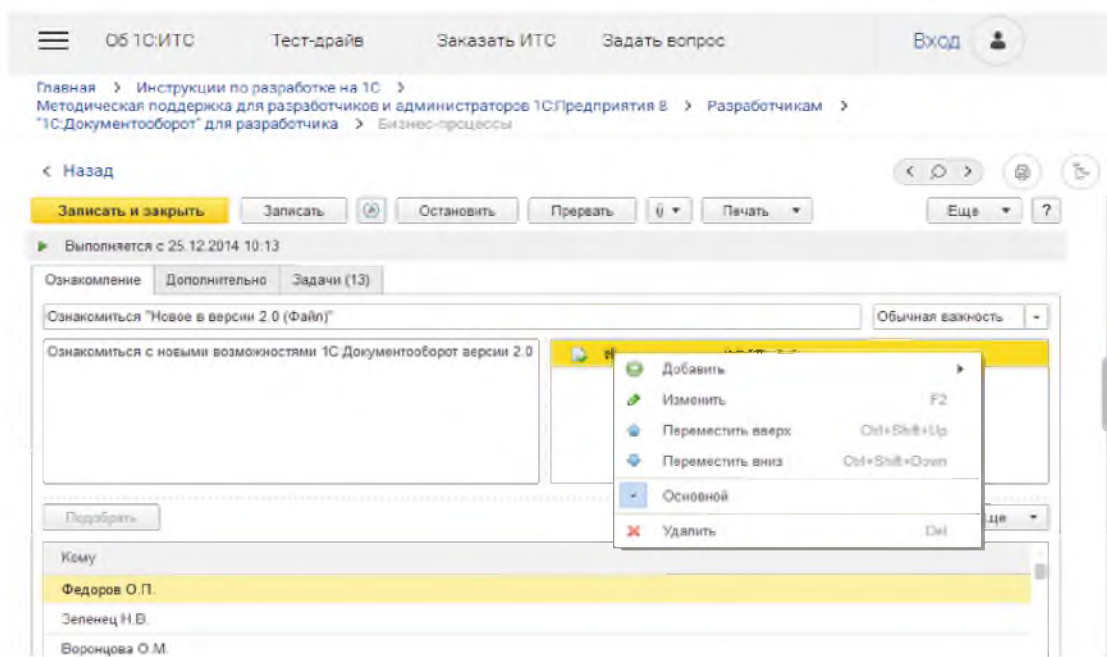 Об 1С:ИТС Тест-драйв Заказать ИТС Задать вопрос Вход
Главная > Инструкции по разработке на 1С >
Методическая поддержка для разработчиков и администраторов 1С:Предприятия 8 > Разработчикам >
"1С:Документооборот" для разработчика > Бизнес-процессы
< Назад
Записать и закрыть Записать Остановить Прервать Печать Еще ?
Выполняется с 25.12.2014 10:13
Ознакомление Дополнительно Задачи (13)
Ознакомиться "Новое в версии 2.0 (Файл)" Обычная важность
Ознакомиться с новыми возможностями 1С Документооборот версии 2.0
Добавить
Изменить F2
Переместить вверх Ctrl+Shift+Up
Переместить вниз Ctrl+Shift+Down
Основной
Удалить Del
Подобрать
Кому
Федоров О.П.
Зеленец Н.В.
Воронцова О.М.